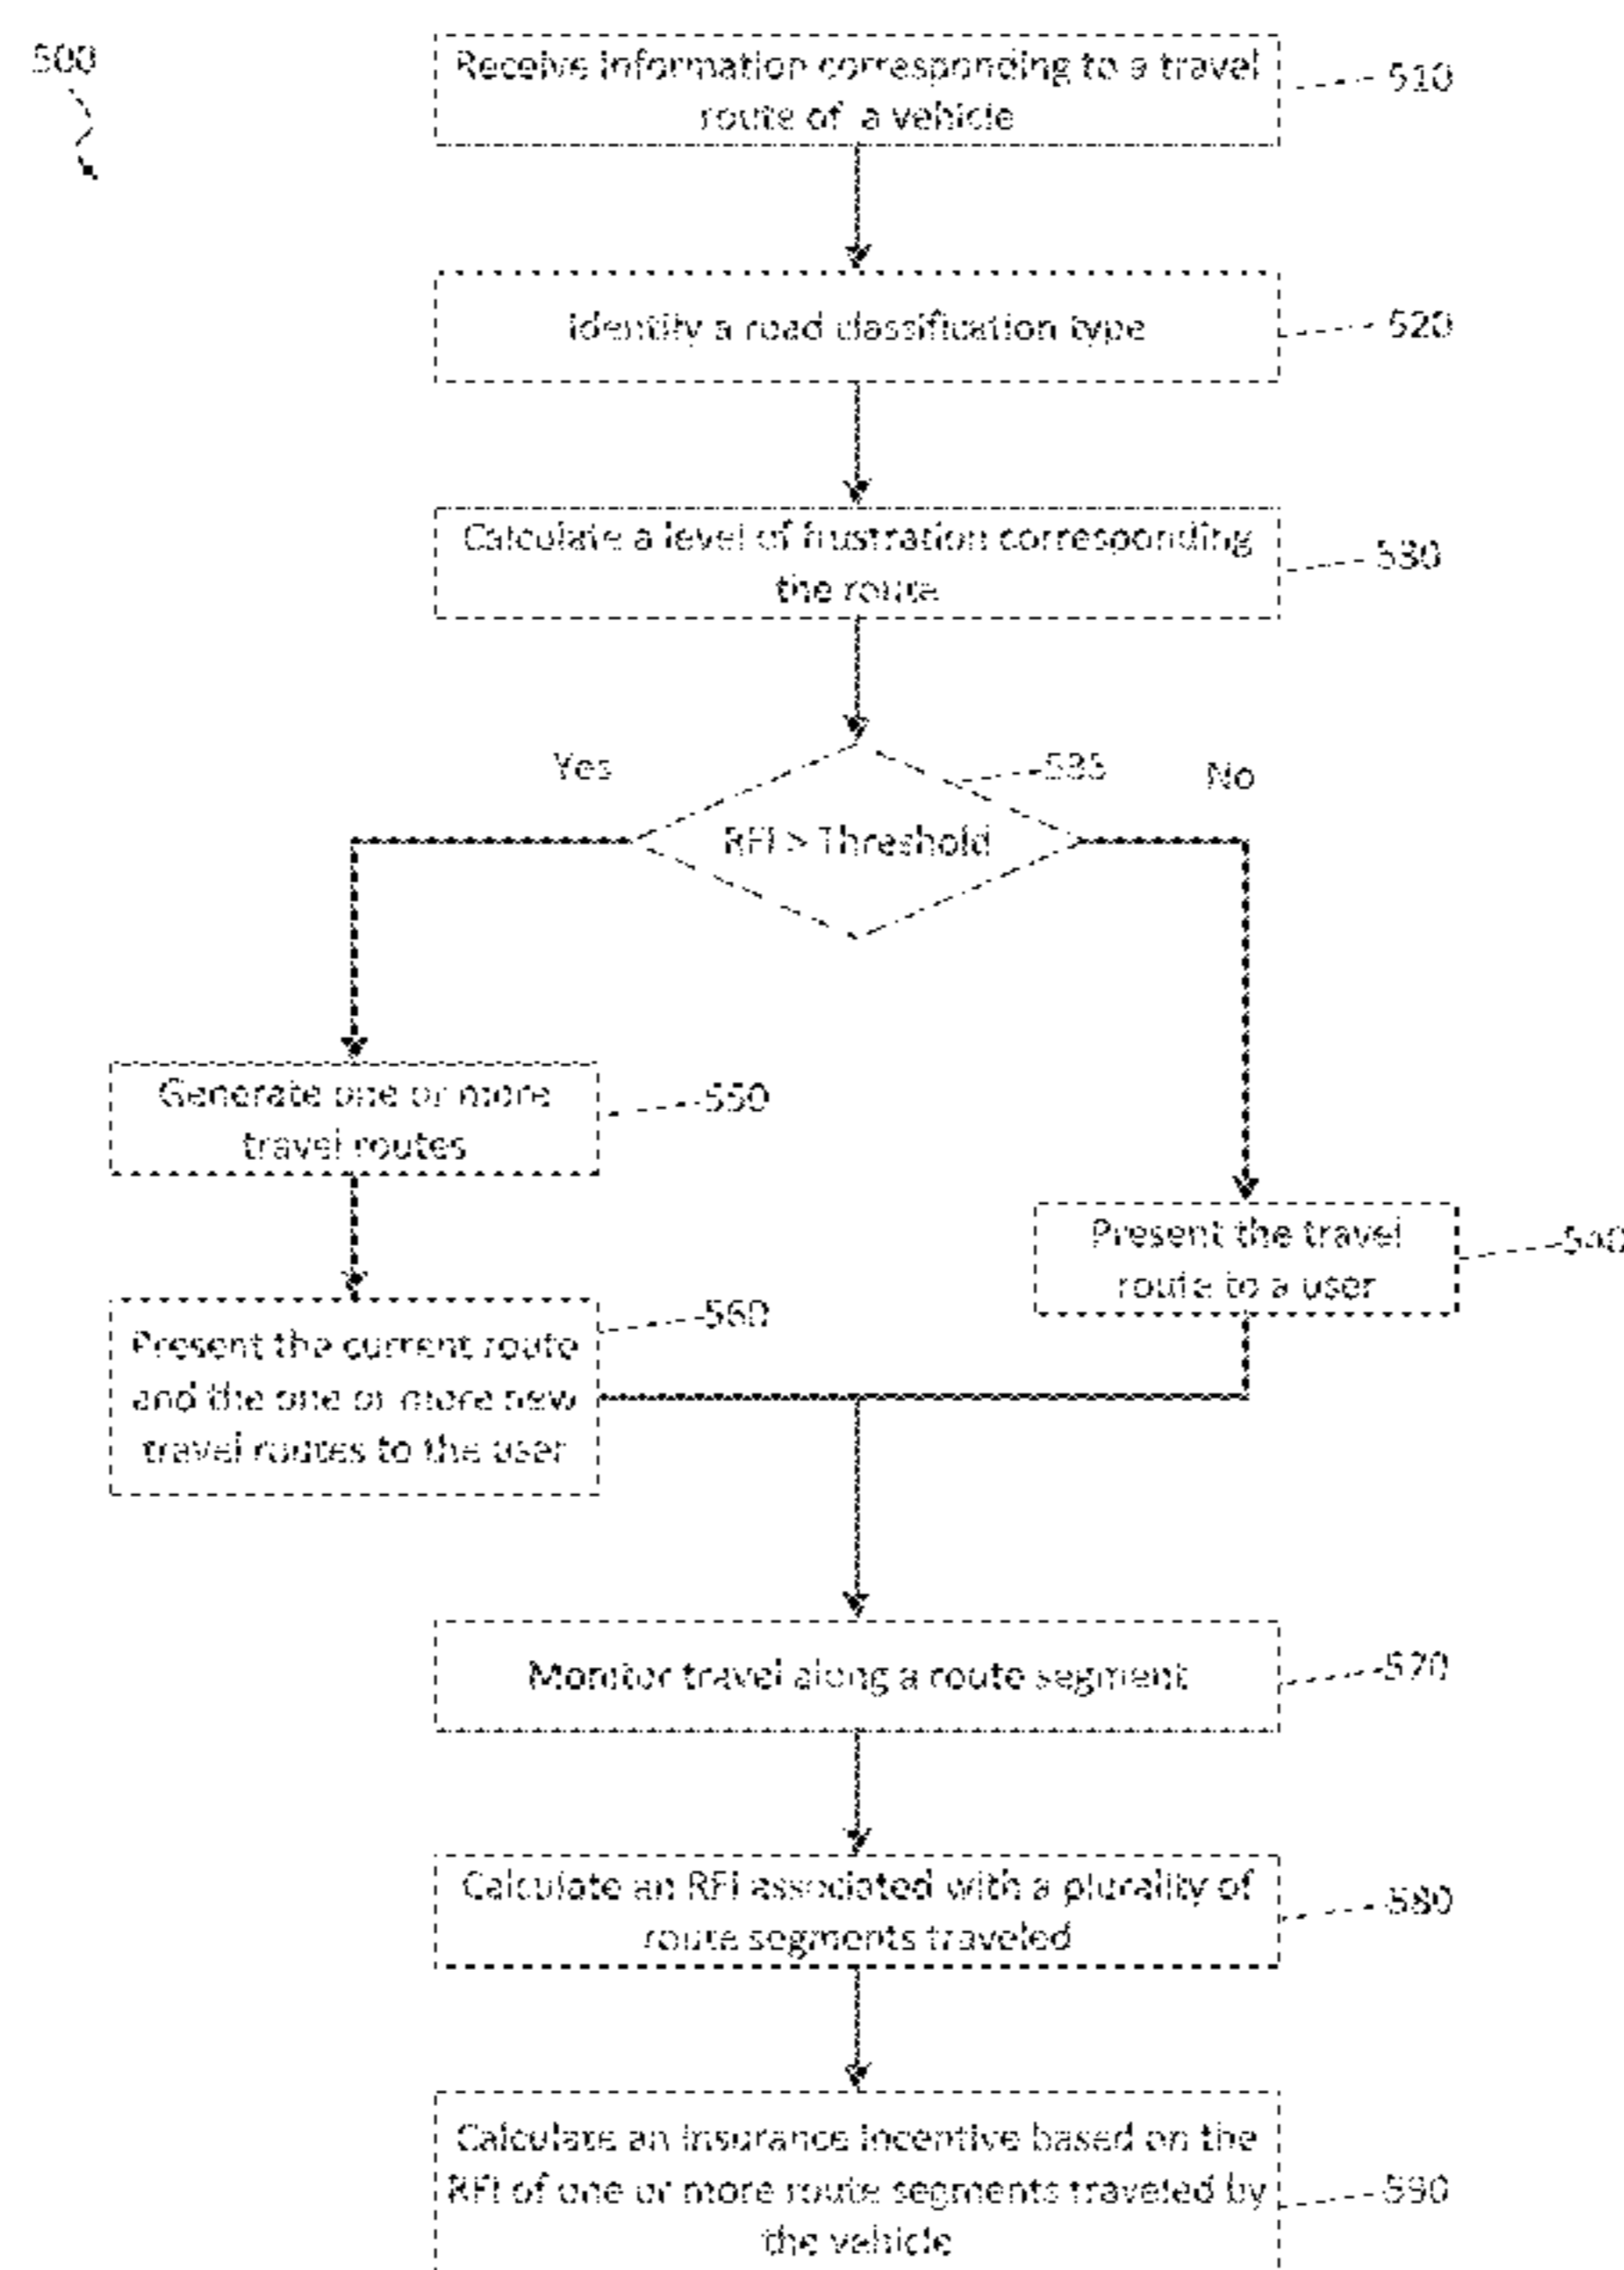 500
Receive information corresponding to a travel
route of a vehicle
510
Identify a road classification type
520
Calculate a level of frustration corresponding
the route
530
Yes
535
No
RFI > Threshold
Generate one or more
travel routes
550
Present the travel
route to a user
540
Present the current route
and the one or more new
travel routes to the user
560
Monitor travel along a route segment
570
Calculate an RFI associated with a plurality of
route segments traveled
580
Calculate an insurance incentive based on the
RFI of one or more route segments traveled by
the vehicle
590